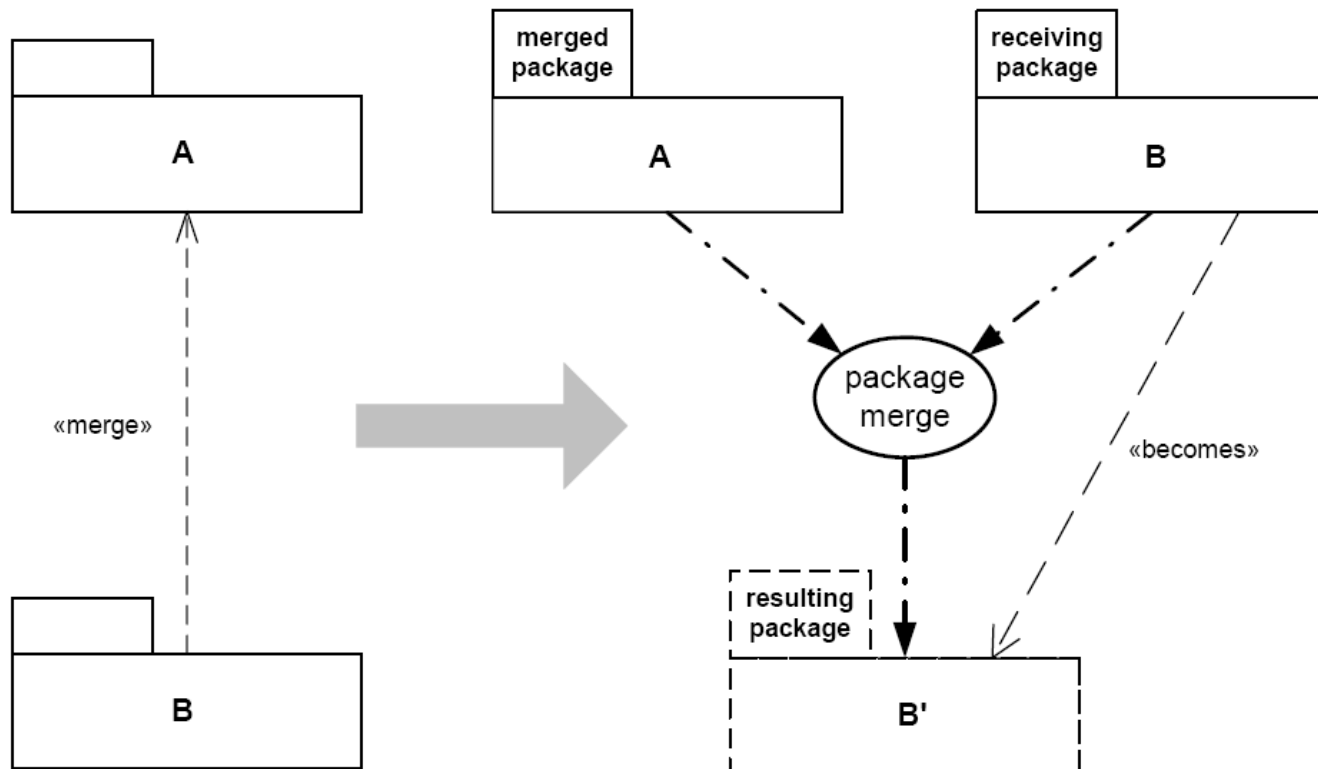 A
«merge»
B
merged
package
A
receiving
package
B
package
merge
«becomes»
resulting
package
B'